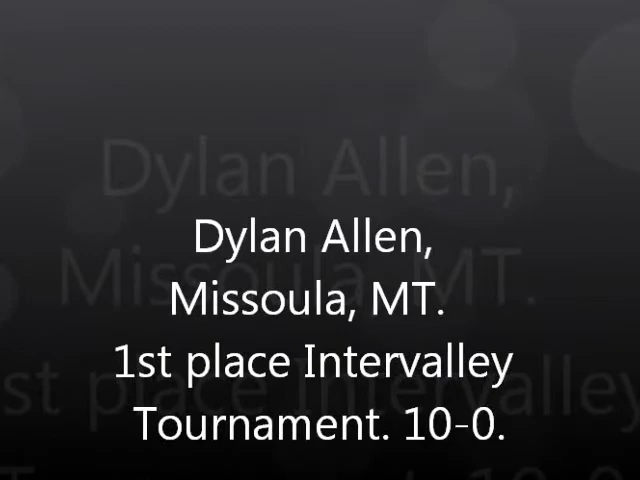 Dylan Allen,
Missoula, MT.
1st place Intervalley
Tournament. 10-0.